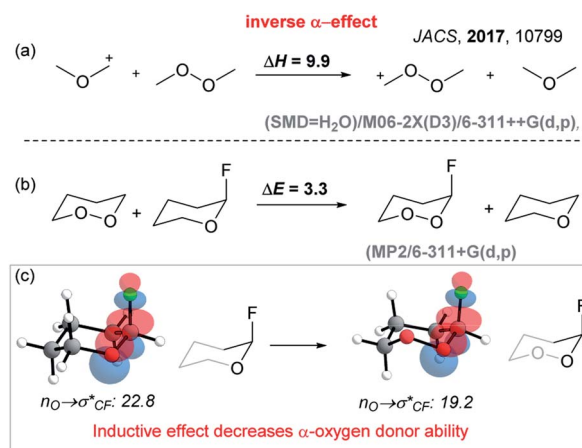 inverse α–effect
JACS, 2017, 10799
(a)
+
+
ΔH = 9.9
+
+
O O O O O O
(SMD=H₂O)/M06-2X(D3)/6-311++G(d,p),
(b)
F F
+
ΔE = 3.3
+
O O O O O O
(MP2/6-311+G(d,p)
(c)
F F
O O O
nO→σ*CF: 22.8
nO→σ*CF: 19.2
Inductive effect decreases α-oxygen donor ability